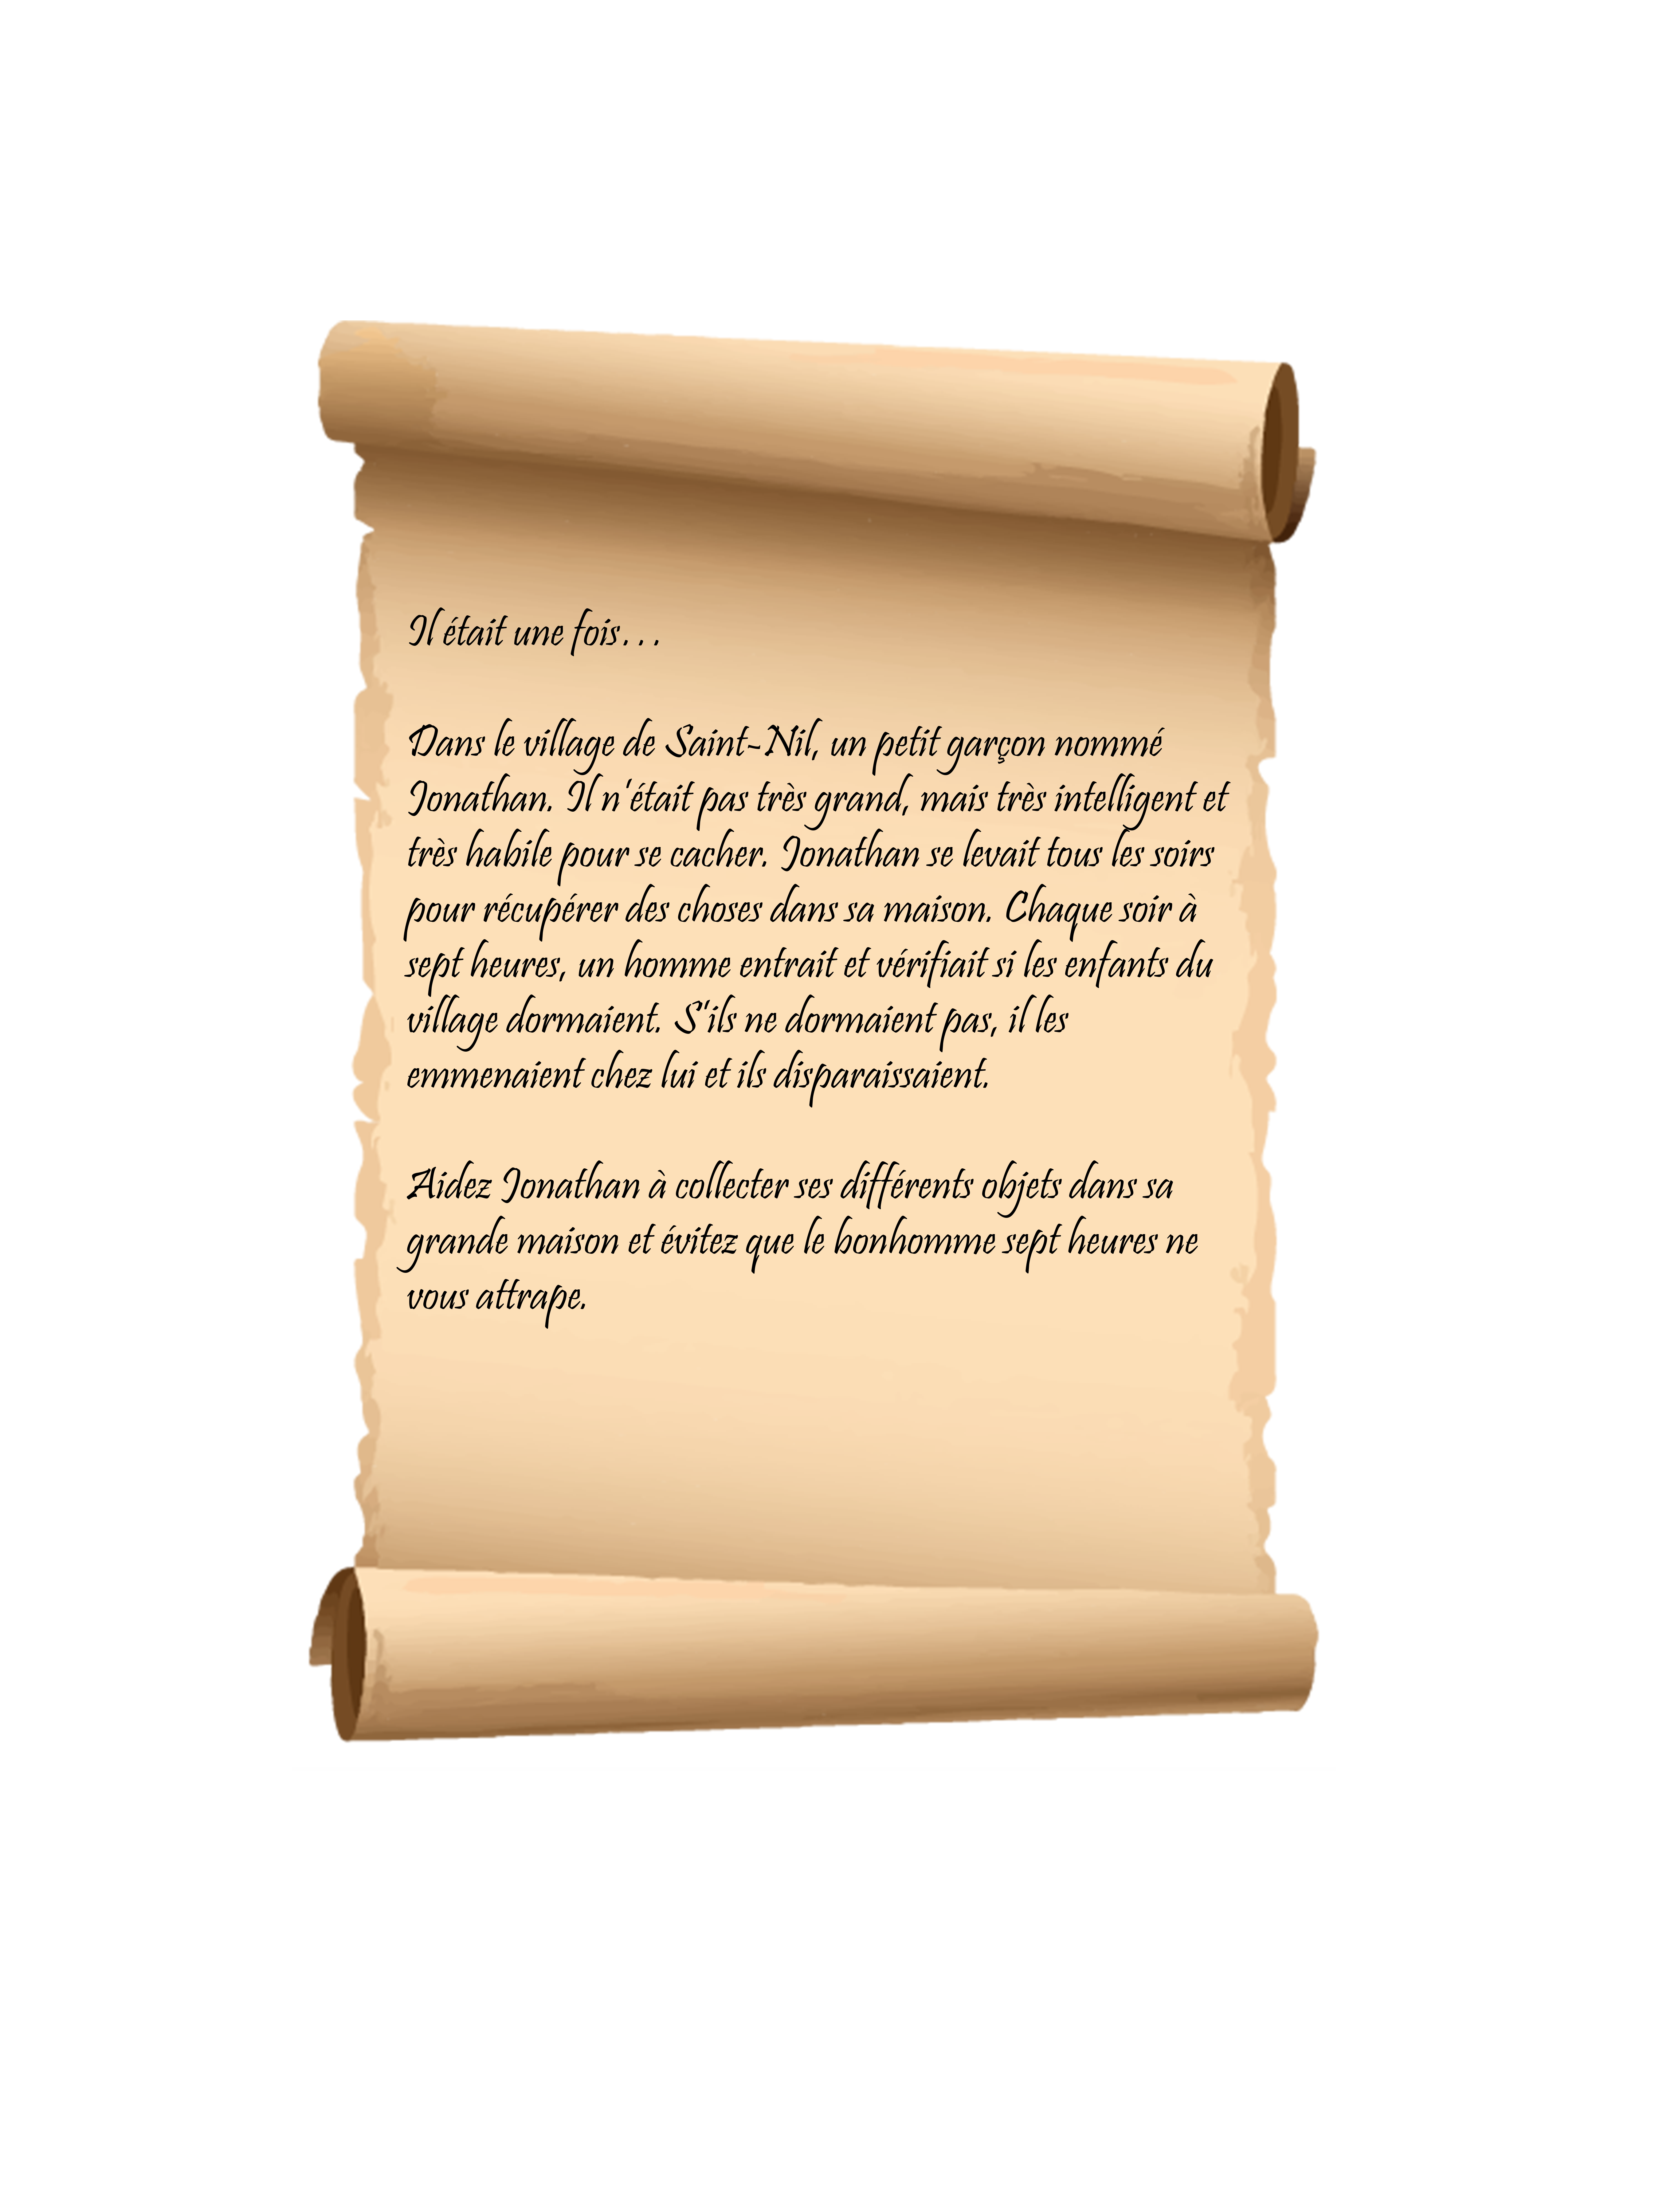 Il était une fois…
Dans le village de Saint-Nil, un petit garçon nommé
Jonathan. Il n'était pas très grand, mais très intelligent et
très habile pour se cacher. Jonathan se levait tous les soirs
pour récupérer des choses dans sa maison. Chaque soir à
sept heures, un homme entrait et vérifiait si les enfants du
village dormaient. S'ils ne dormaient pas, il les
emmenaient chez lui et ils disparaissaient.
Aidez Jonathan à collecter ses différents objets dans sa
grande maison et évitez que le bonhomme sept heures ne
vous attrape.